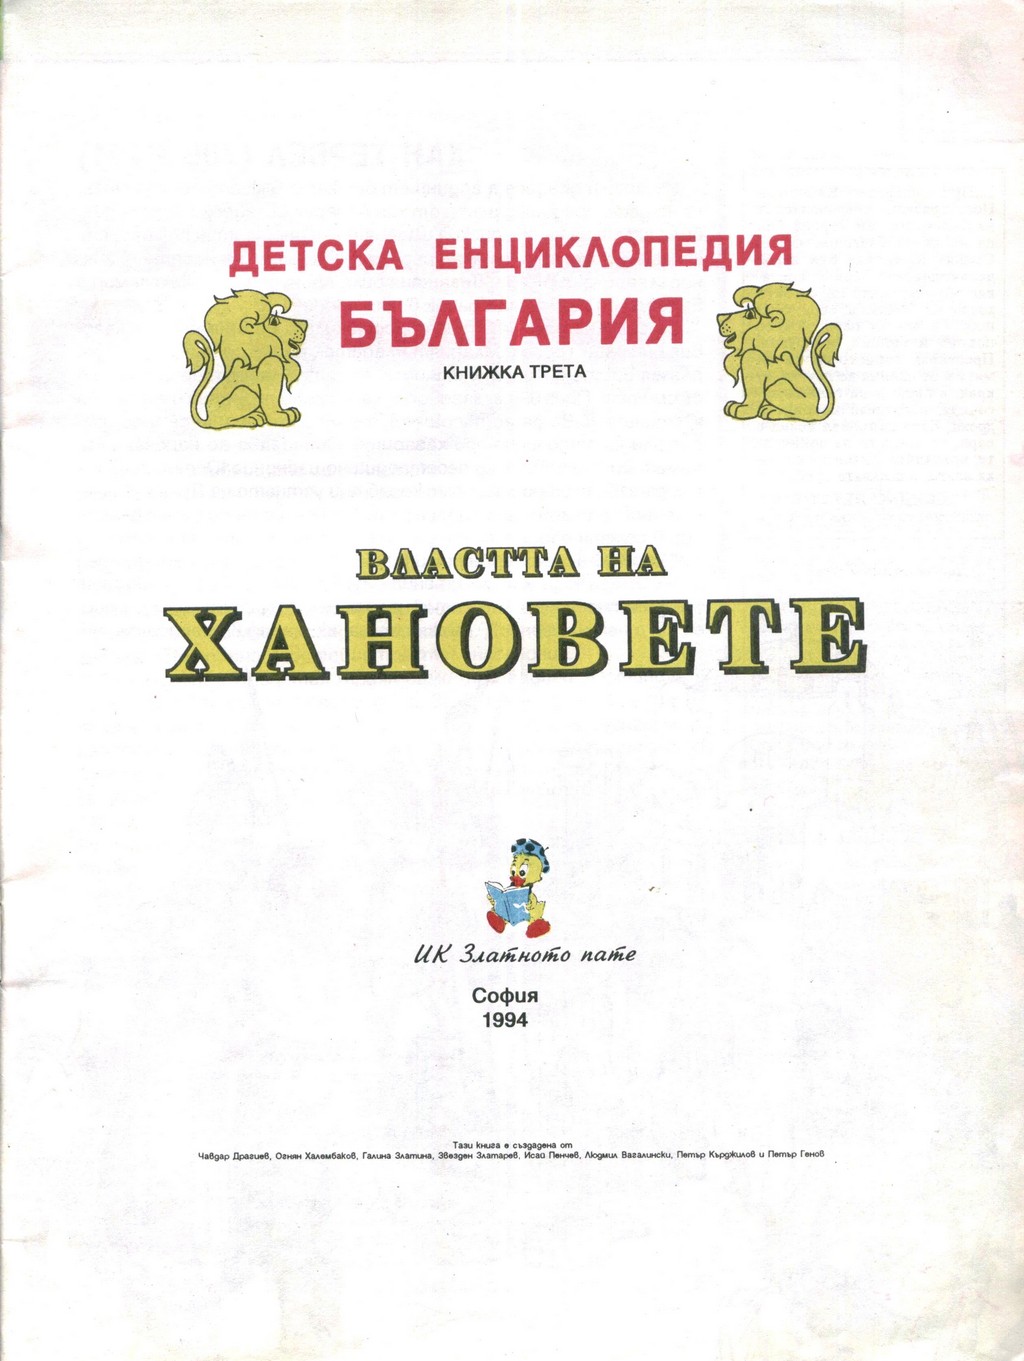 ДЕТСКА ЕНЦИКЛОПЕДИЯ
БЪЛГАРИЯ
КНИЖКА ТРЕТА
ВЛАСТТА НА
ХАНОВЕТЕ
ИК Златното пате
София
1994
Тази книга е създадена от
Чавдар Драгиев, Огнян Халембаков, Галина Златина, Звезден Златарев, Исай Пенчев, Людмил Вагалински, Петър Кърджилов и Петър Генов